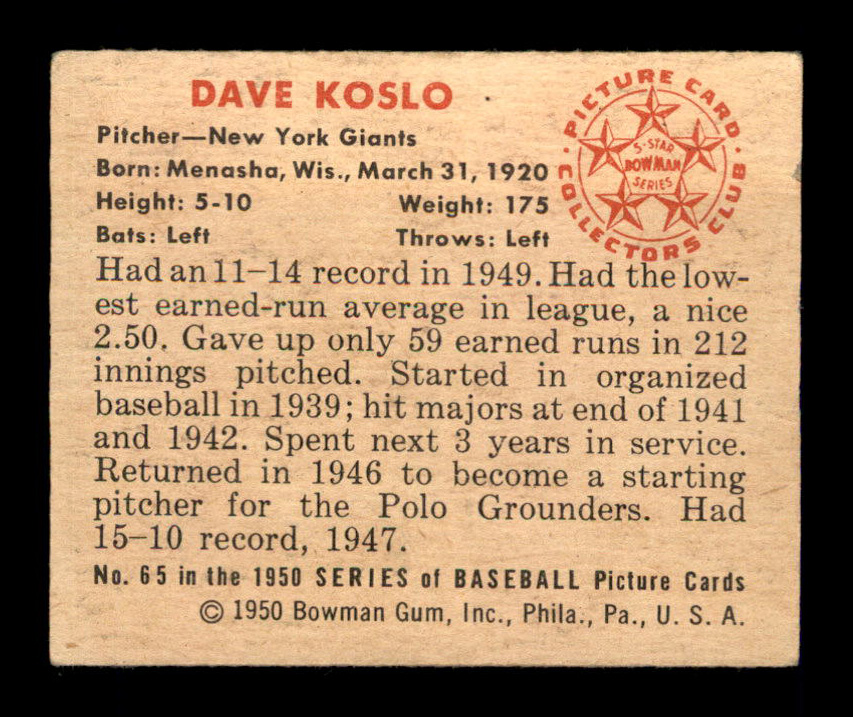 DAVE KOSLO
Pitcher—New York Giants
Born: Menasha, Wis., March 31, 1920
Height: 5-10 Weight: 175
Bats: Left Throws: Left
PICTURE CARD
COLLECTORS CLUB
5-STAR
BOWMAN
SERIES
Had an 11–14 record in 1949. Had the low-
est earned-run average in league, a nice
2.50. Gave up only 59 earned runs in 212
innings pitched. Started in organized
baseball in 1939; hit majors at end of 1941
and 1942. Spent next 3 years in service.
Returned in 1946 to become a starting
pitcher for the Polo Grounders. Had
15–10 record, 1947.
No. 65 in the 1950 SERIES of BASEBALL Picture Cards
© 1950 Bowman Gum, Inc., Phila., Pa., U. S. A.